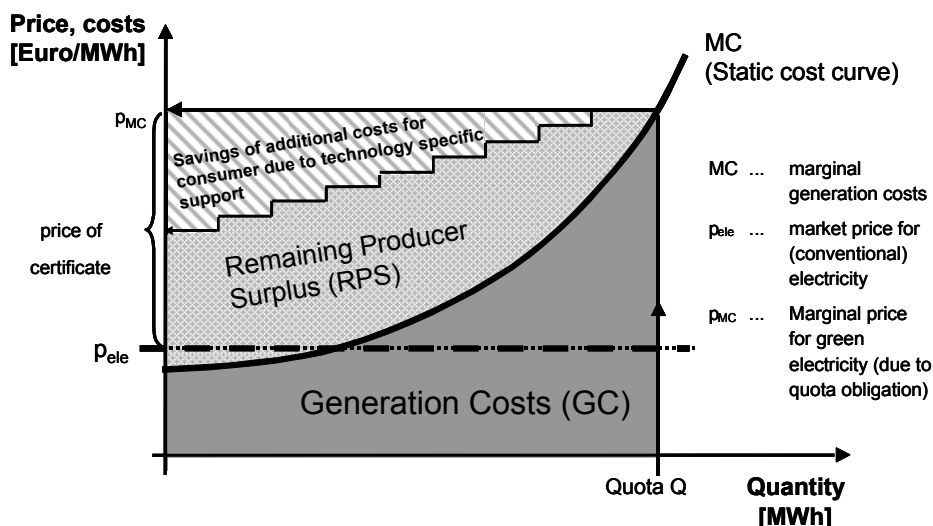 Price, costs
[Euro/MWh]
MC
(Static cost curve)
pMC
Savings of additional costs for
consumer due to technology specific
support
price of
certificate
Remaining Producer
Surplus (RPS)
pele
Generation Costs (GC)
MC ... marginal
generation costs
pele ... market price for
(conventional)
electricity
pMC ... Marginal price
for green
electricity (due to
quota obligation)
Quota Q
Quantity
[MWh]